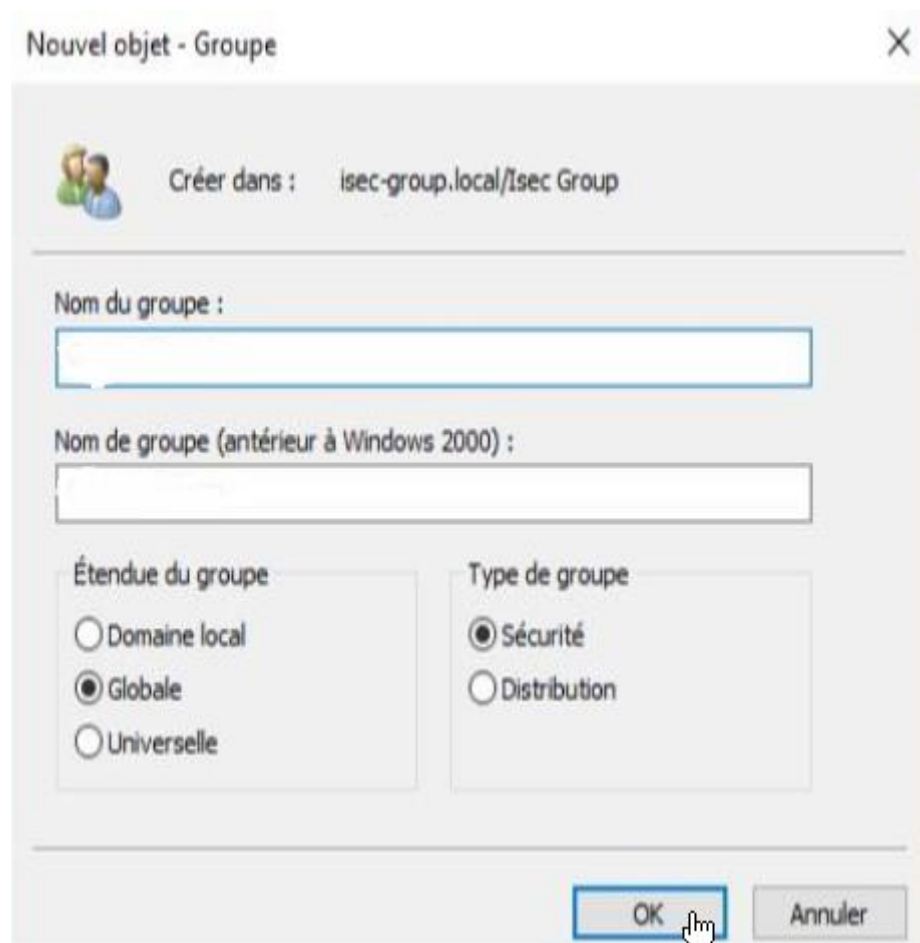 Nouvel objet - Groupe
Créer dans : isec-group.local/Isec Group
Nom du groupe :
Nom de groupe (antérieur à Windows 2000) :
Étendue du groupe
Domaine local
Globale
Universelle
Type de groupe
Sécurité
Distribution
OK
Annuler